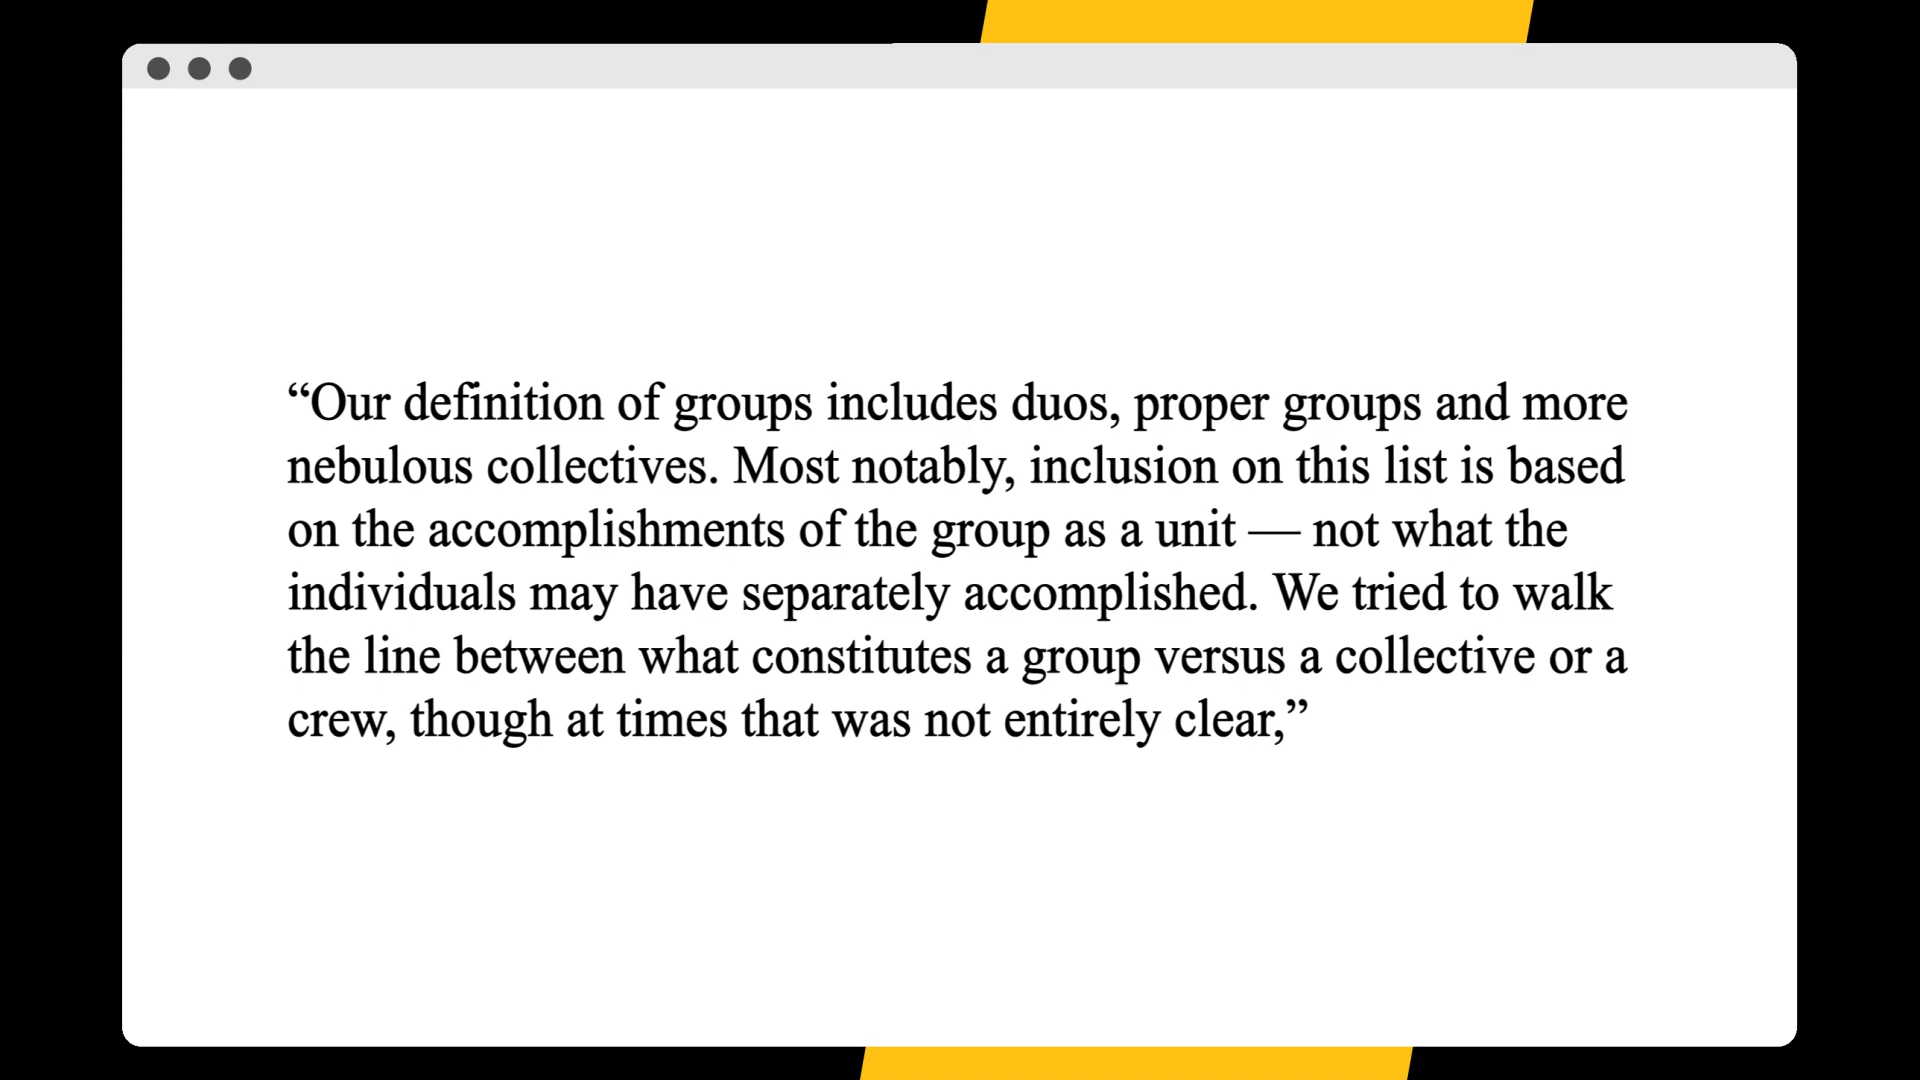 “Our definition of groups includes duos, proper groups and more
nebulous collectives. Most notably, inclusion on this list is based
on the accomplishments of the group as a unit — not what the
individuals may have separately accomplished. We tried to walk
the line between what constitutes a group versus a collective or a
crew, though at times that was not entirely clear,”